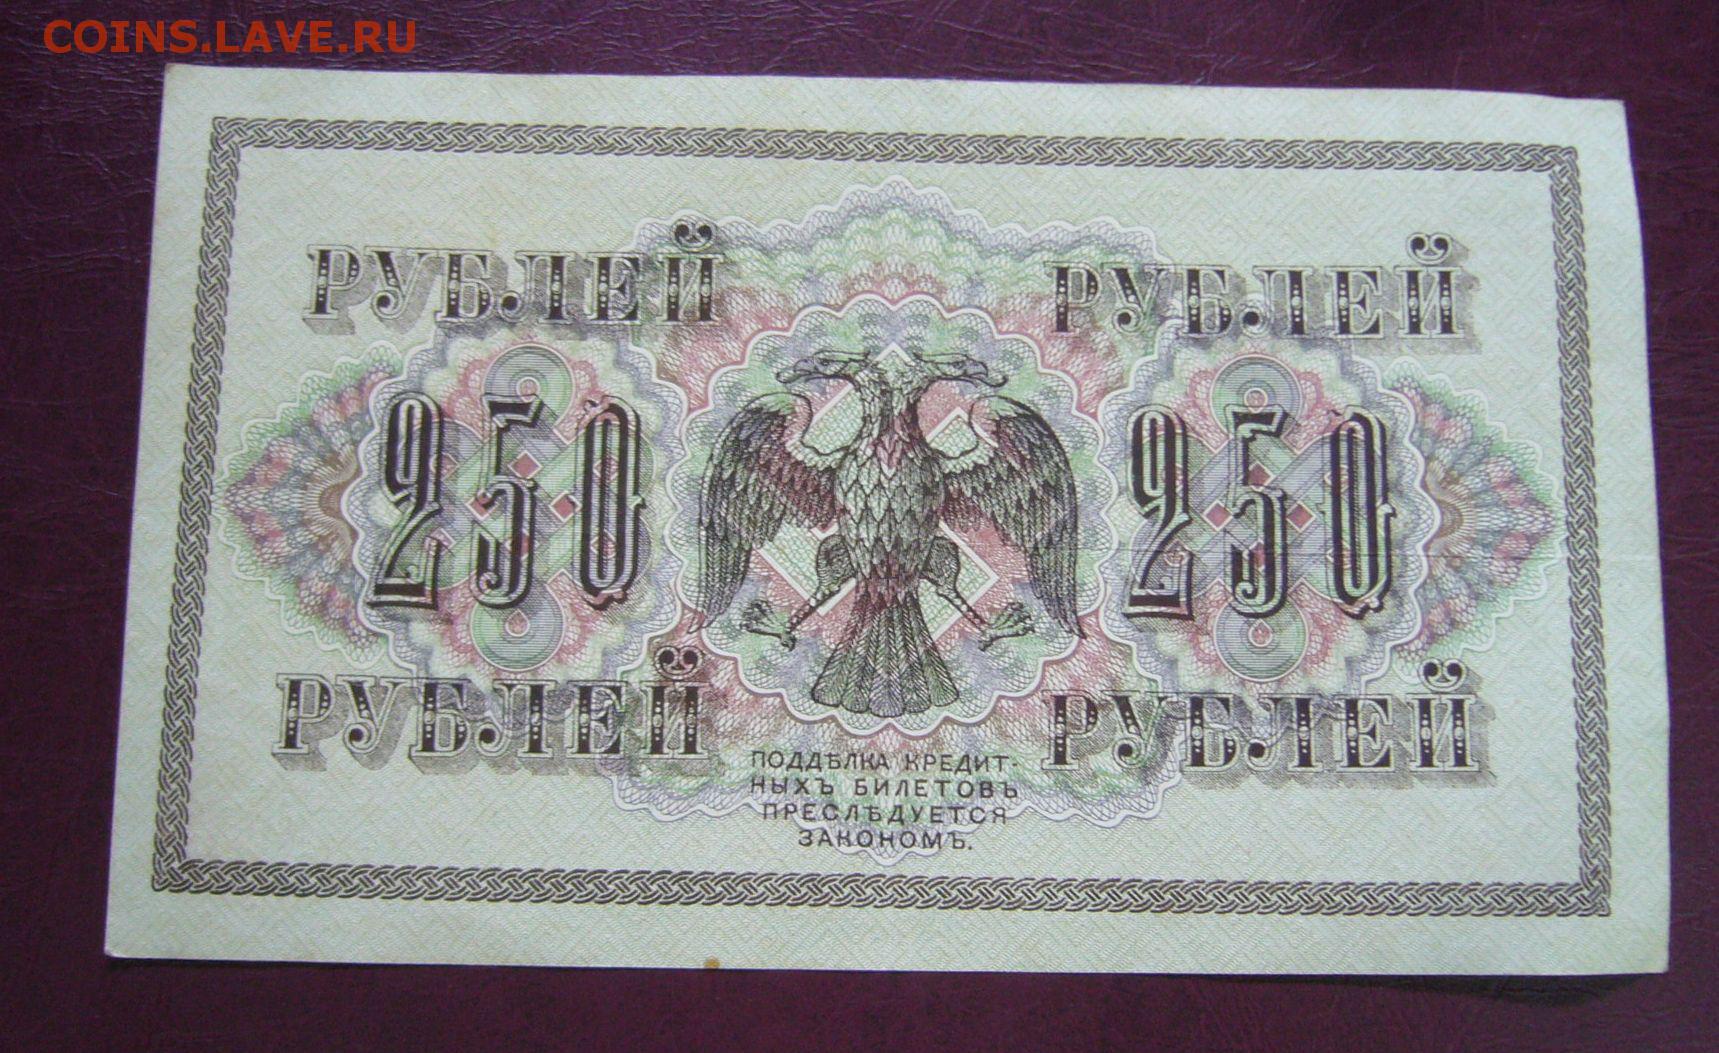 COINS.LAVE.RU
РУБЛЕЙ РУБЛЕЙ
250 250
РУБЛЕЙ РУБЛЕЙ
ПОДДѢЛКА КРЕДИТ-
НЫХЪ БИЛЕТОВЪ
ПРЕСЛѢДУЕТСЯ
ЗАКОНОМЪ.